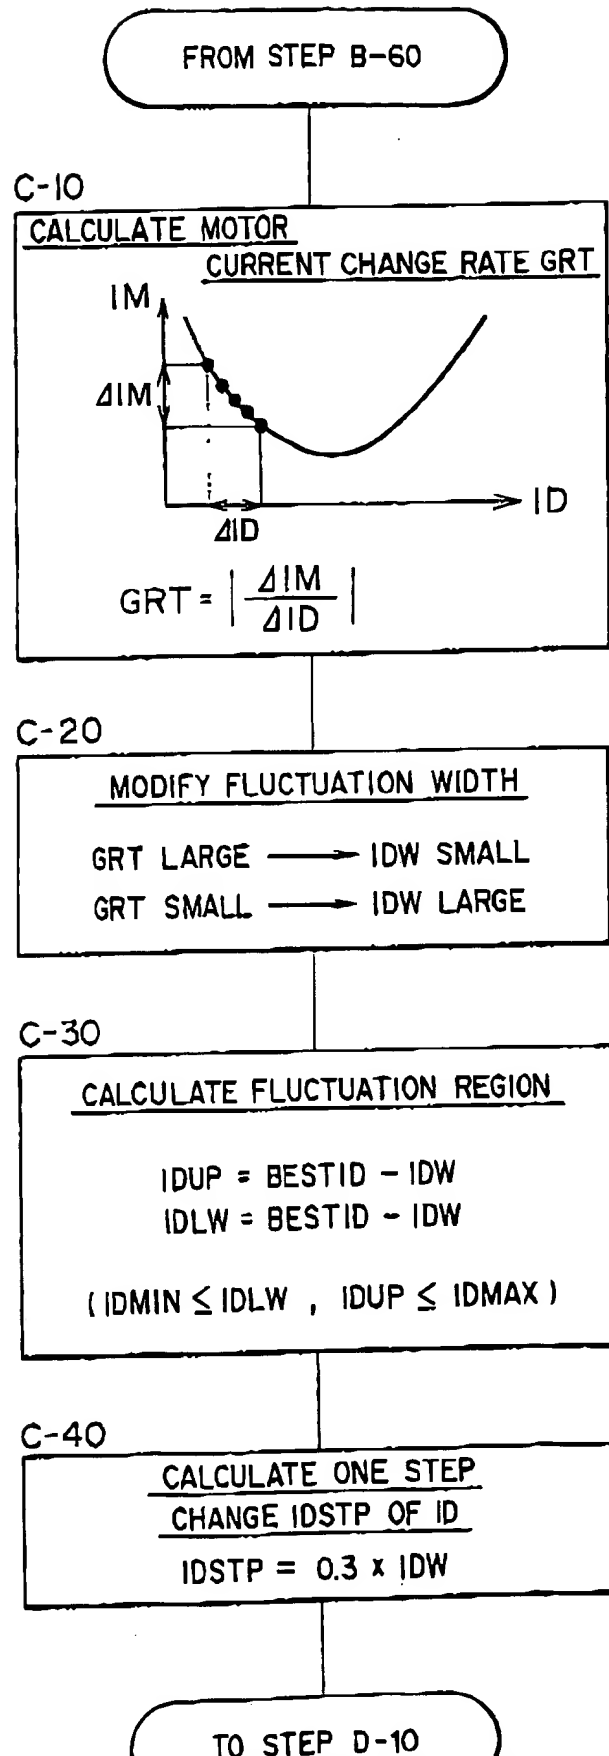 FROM STEP B-60
C-10
CALCULATE MOTOR
CURRENT CHANGE RATE GRT
IM
ΔIM
ID
ΔID
GRT = | ΔIM / ΔID |
C-20
MODIFY FLUCTUATION WIDTH
GRT LARGE → IDW SMALL
GRT SMALL → IDW LARGE
C-30
CALCULATE FLUCTUATION REGION
IDUP = BESTID - IDW
IDLW = BESTID - IDW
(IDMIN ≤ IDLW , IDUP ≤ IDMAX)
C-40
CALCULATE ONE STEP
CHANGE IDSTP OF ID
IDSTP = 0.3 x IDW
TO STEP D-10